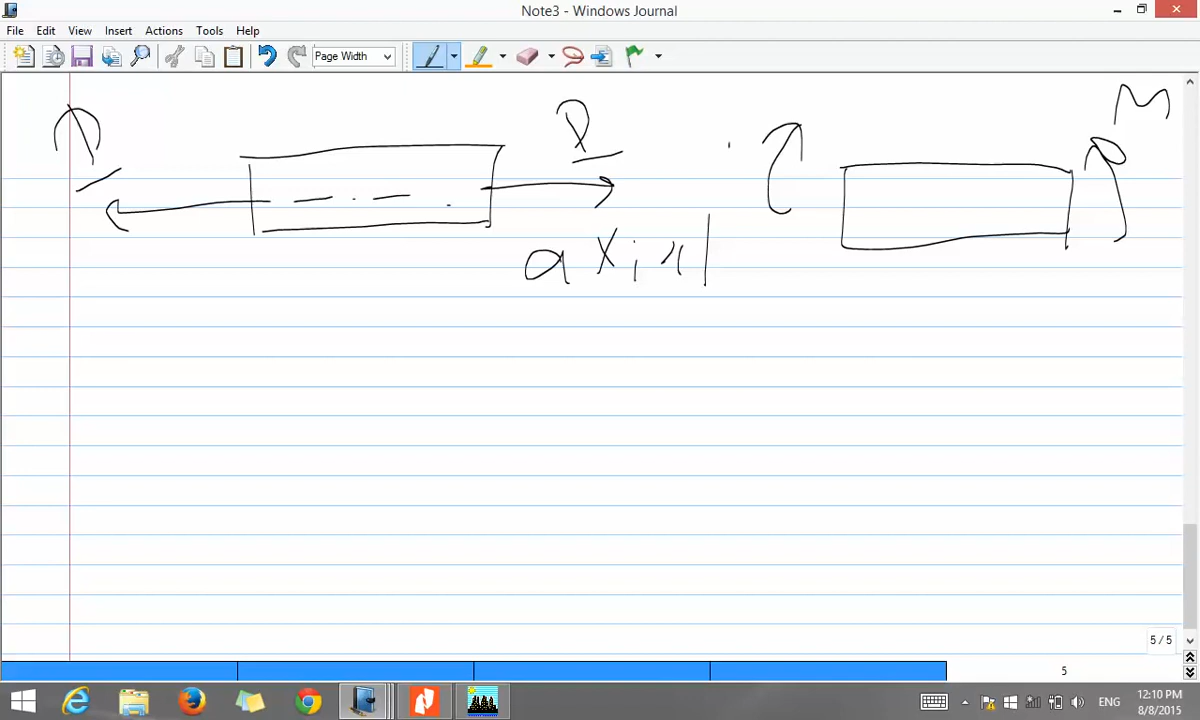 Note3 - Windows Journal
File Edit View Insert Actions Tools Help
Page Width
P P M
axial
5 / 5
5
ENG
12:10 PM
8/8/2015